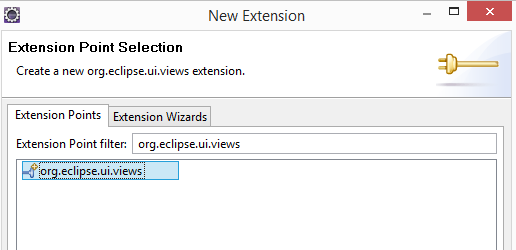 New Extension
Extension Point Selection
Create a new org.eclipse.ui.views extension.
Extension Points
Extension Wizards
Extension Point filter: org.eclipse.ui.views
org.eclipse.ui.views